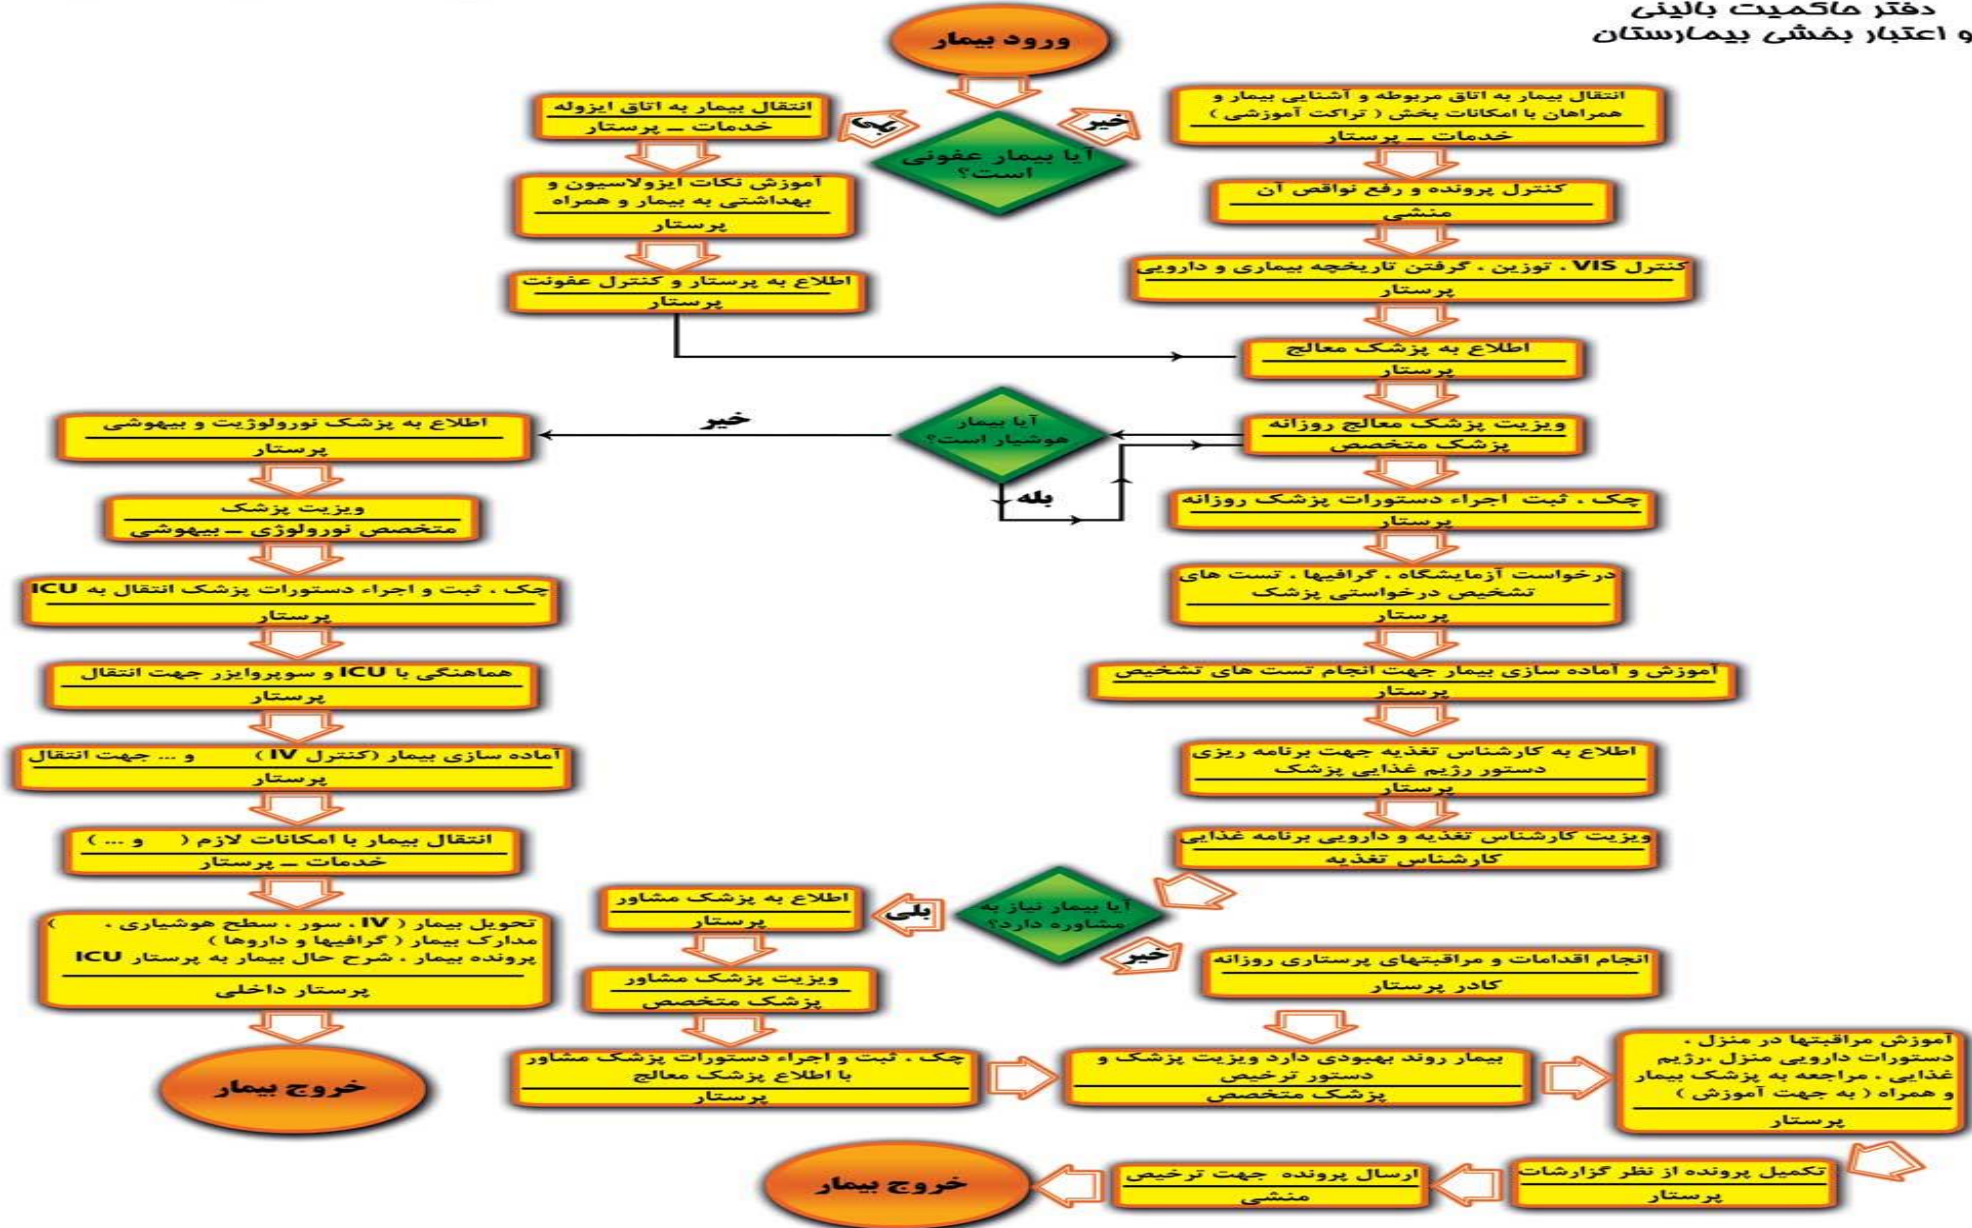 دفتر حاکمیت بالینی
و اعتبار بخشی بیمارستان
ورود بیمار
آیا بیمار عفونی
است؟
خیر
بلی
انتقال بیمار به اتاق مربوطه و آشنایی بیمار و
همراهان با امکانات بخش ( تراکت آموزشی )
خدمات ــ پرستار
کنترل پرونده و رفع نواقص آن
منشی
کنترل VIS ، توزین ، گرفتن تاریخچه بیماری و دارویی
پرستار
انتقال بیمار به اتاق ایزوله
خدمات ــ پرستار
آموزش نکات ایزولاسیون و
بهداشتی به بیمار و همراه
پرستار
اطلاع به پرستار و کنترل عفونت
پرستار
اطلاع به پزشک معالج
پرستار
ویزیت پزشک معالج روزانه
پزشک متخصص
آیا بیمار
هوشیار است؟
بله
خیر
چک ، ثبت اجراء دستورات پزشک روزانه
پرستار
درخواست آزمایشگاه ، گرافیها ، تست های
تشخیص درخواستی پزشک
پرستار
آموزش و آماده سازی بیمار جهت انجام تست های تشخیص
پرستار
اطلاع به کارشناس تغذیه جهت برنامه ریزی
دستور رژیم غذایی پزشک
پرستار
ویزیت کارشناس تغذیه و دارویی برنامه غذایی
کارشناس تغذیه
آیا بیمار نیاز به
مشاوره دارد؟
خیر
بلی
انجام اقدامات و مراقبتهای پرستاری روزانه
کادر پرستار
اطلاع به پزشک مشاور
پرستار
ویزیت پزشک مشاور
پزشک متخصص
چک ، ثبت و اجراء دستورات پزشک مشاور
با اطلاع پزشک معالج
پرستار
بیمار روند بهبودی دارد ویزیت پزشک و
دستور ترخیص
پزشک متخصص
آموزش مراقبتها در منزل ،
دستورات دارویی منزل ،رژیم
غذایی ، مراجعه به پزشک بیمار
و همراه ( به جهت آموزش )
پرستار
تکمیل پرونده از نظر گزارشات
پرستار
ارسال پرونده جهت ترخیص
منشی
خروج بیمار
اطلاع به پزشک نورولوژیت و بیهوشی
پرستار
ویزیت پزشک
متخصص نورولوژی ــ بیهوشی
چک ، ثبت و اجراء دستورات پزشک انتقال به ICU
پرستار
هماهنگی با ICU و سوپروایزر جهت انتقال
پرستار
آماده سازی بیمار (کنترل IV ) و ... جهت انتقال
پرستار
انتقال بیمار با امکانات لازم ( و ... )
خدمات ــ پرستار
تحویل بیمار ( IV ، سور ، سطح هوشیاری ، )
مدارک بیمار ( گرافیها و داروها )
پرونده بیمار ، شرح حال بیمار به پرستار ICU
پرستار داخلی
خروج بیمار